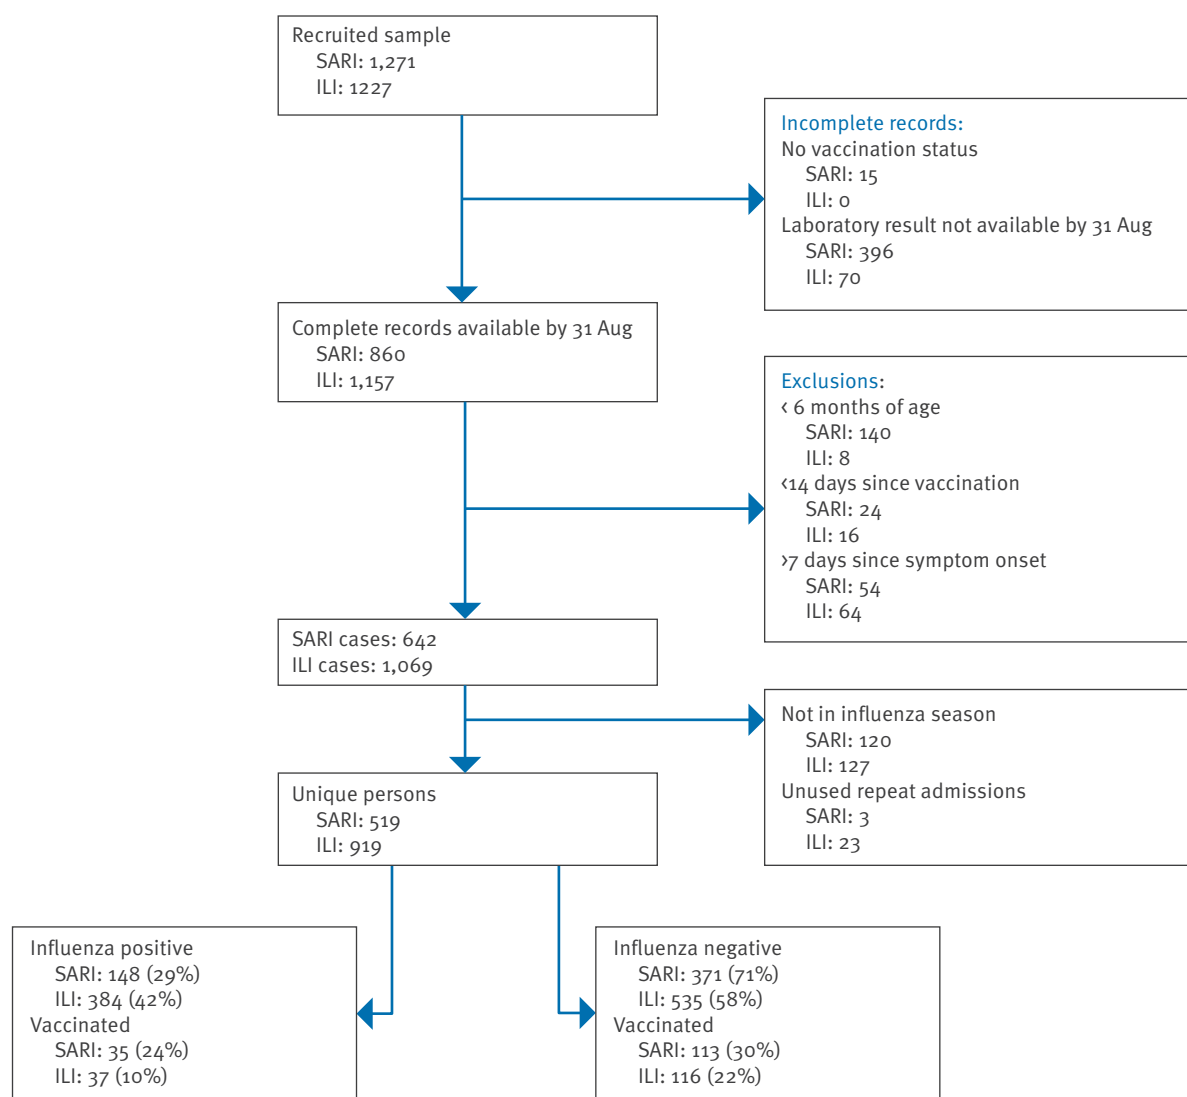 Recruited sample
SARI: 1,271
ILI: 1227
Incomplete records:
No vaccination status
SARI: 15
ILI: 0
Laboratory result not available by 31 Aug
SARI: 396
ILI: 70
Complete records available by 31 Aug
SARI: 860
ILI: 1,157
Exclusions:
< 6 months of age
SARI: 140
ILI: 8
<14 days since vaccination
SARI: 24
ILI: 16
>7 days since symptom onset
SARI: 54
ILI: 64
SARI cases: 642
ILI cases: 1,069
Not in influenza season
SARI: 120
ILI: 127
Unused repeat admissions
SARI: 3
ILI: 23
Unique persons
SARI: 519
ILI: 919
Influenza positive
SARI: 148 (29%)
ILI: 384 (42%)
Vaccinated
SARI: 35 (24%)
ILI: 37 (10%)
Influenza negative
SARI: 371 (71%)
ILI: 535 (58%)
Vaccinated
SARI: 113 (30%)
ILI: 116 (22%)